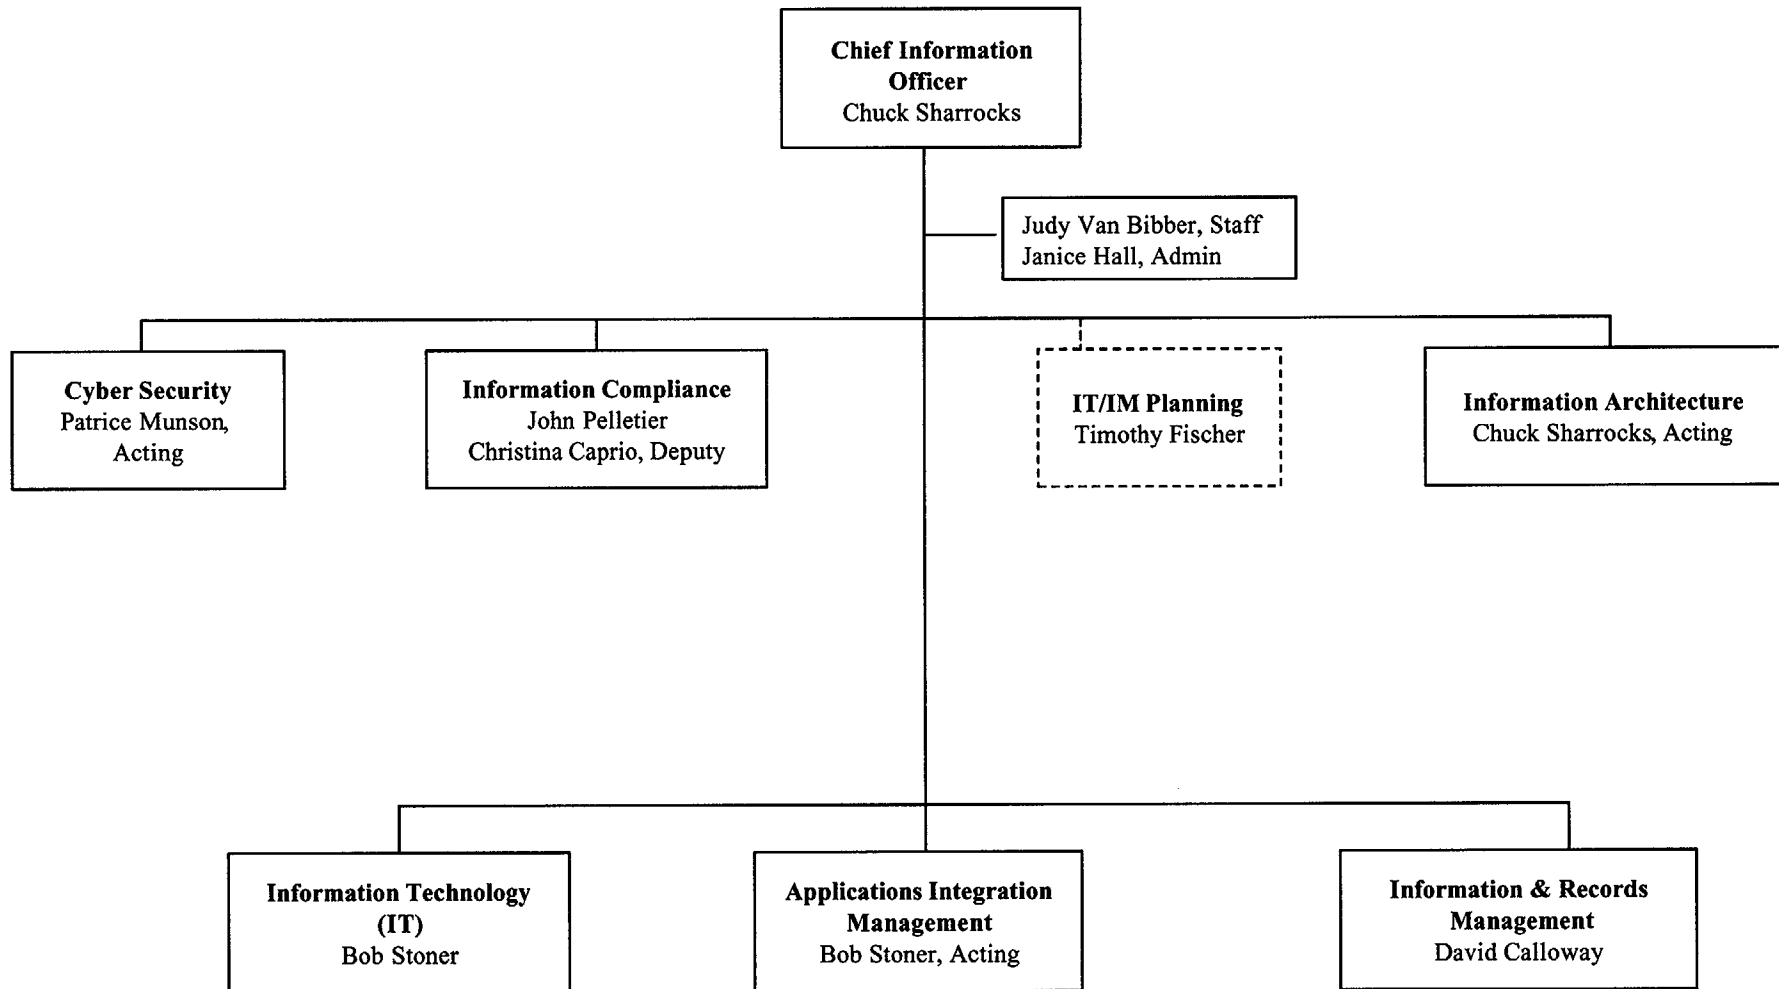 Chief Information
Officer
Chuck Sharrocks
Judy Van Bibber, Staff
Janice Hall, Admin
Cyber Security
Patrice Munson,
Acting
Information Compliance
John Pelletier
Christina Caprio, Deputy
IT/IM Planning
Timothy Fischer
Information Architecture
Chuck Sharrocks, Acting
Information Technology
(IT)
Bob Stoner
Applications Integration
Management
Bob Stoner, Acting
Information & Records
Management
David Calloway